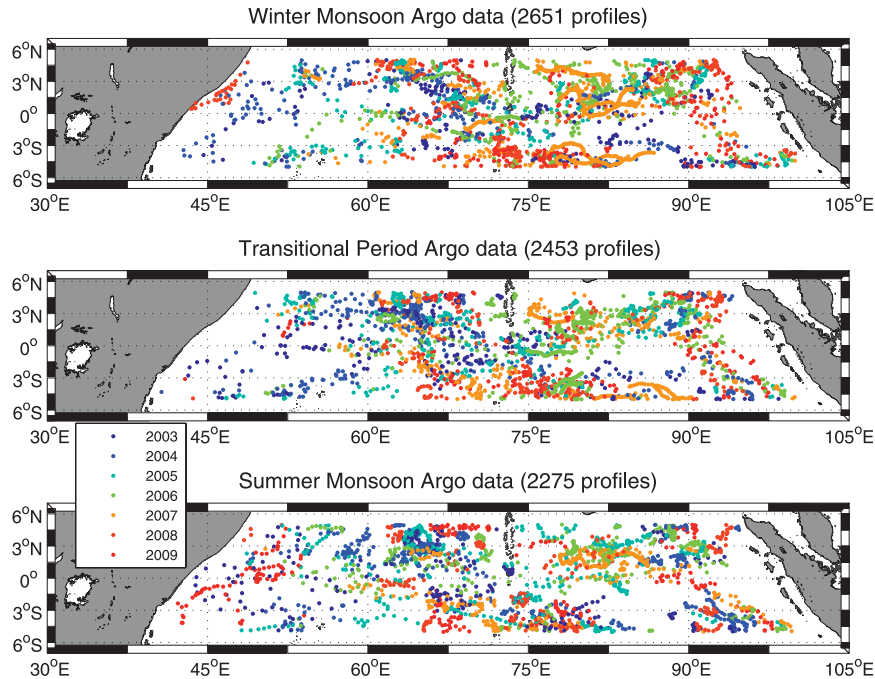 Winter Monsoon Argo data (2651 profiles)
6°N
3°N
0°
3°S
6°S
30°E 45°E 60°E 75°E 90°E 105°E
Transitional Period Argo data (2453 profiles)
6°N
3°N
0°
3°S
6°S
30°E 45°E 60°E 75°E 90°E 105°E
2003
2004
2005
2006
2007
2008
2009
Summer Monsoon Argo data (2275 profiles)
6°N
3°N
0°
3°S
6°S
30°E 45°E 60°E 75°E 90°E 105°E